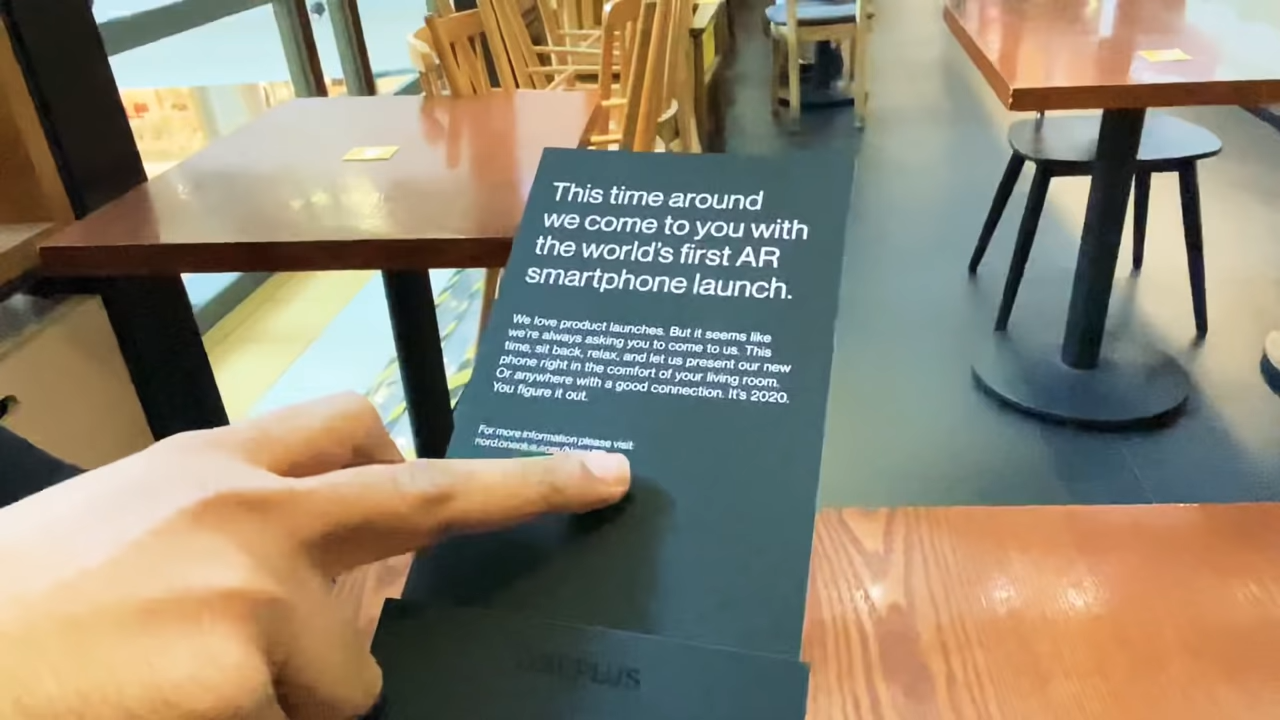 This time around
we come to you with
the world's first AR
smartphone launch.
We love product launches. But it seems like
we're always asking you to come to us. This
time, sit back, relax, and let us present our new
phone right in the comfort of your living room.
Or anywhere with a good connection. It's 2020.
You figure it out.
For more information please visit: